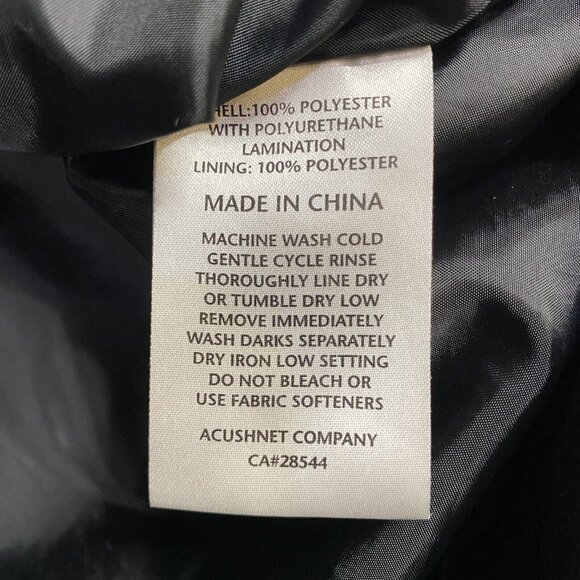 SHELL:100% POLYESTER
WITH POLYURETHANE
LAMINATION
LINING: 100% POLYESTER
MADE IN CHINA
MACHINE WASH COLD
GENTLE CYCLE RINSE
THOROUGHLY LINE DRY
OR TUMBLE DRY LOW
REMOVE IMMEDIATELY
WASH DARKS SEPARATELY
DRY IRON LOW SETTING
DO NOT BLEACH OR
USE FABRIC SOFTENERS
ACUSHNET COMPANY
CA#28544